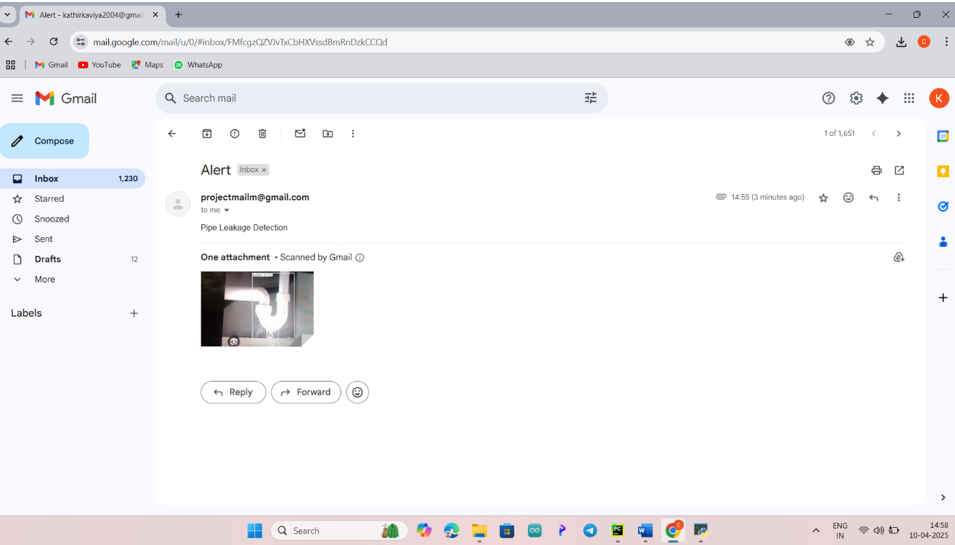 Alert - kathirkaviya2004@gmail
mail.google.com/mail/u/0/#inbox/FMfcgzQZVJvTxCbHXVssdBmRnDzkCCQd
C
Gmail
YouTube
Maps
WhatsApp
Gmail
Search mail
K
Compose
1 of 1,651
Inbox 1,230
Starred
Snoozed
Sent
Drafts 12
More
Labels
Alert
Inbox x
projectmailm@gmail.com
14:55 (3 minutes ago)
to me
Pipe Leakage Detection
One attachment • Scanned by Gmail
Reply
Forward
Search
ENG
IN
14:58
10-04-2025